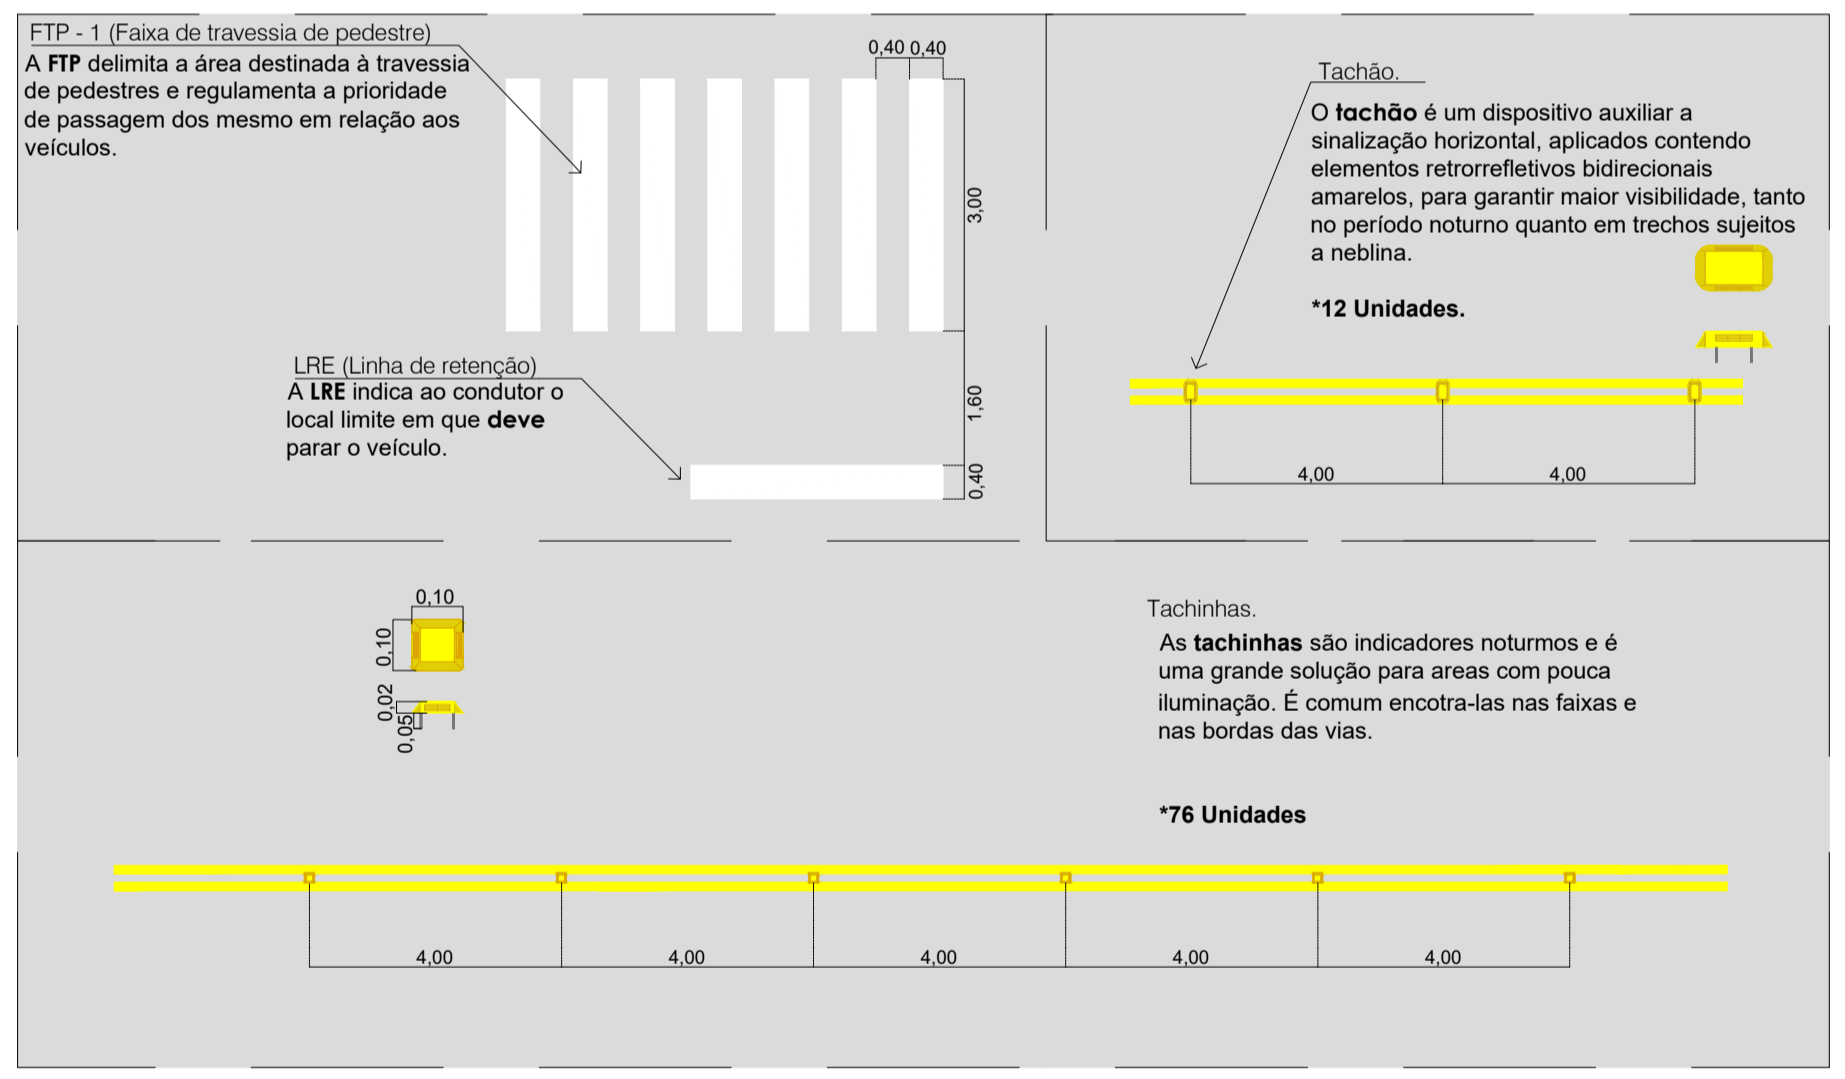 FTP - 1 (Faixa de travessia de pedestre)
A FTP delimita a área destinada à travessia
de pedestres e regulamenta a prioridade
de passagem dos mesmo em relação aos
veículos.
0,40 0,40
3,00
LRE (Linha de retenção)
A LRE indica ao condutor o
local limite em que deve
parar o veículo.
1,60
0,40
Tachão.
O tachão é um dispositivo auxiliar a
sinalização horizontal, aplicados contendo
elementos retrorrefletivos bidirecionais
amarelos, para garantir maior visibilidade, tanto
no período noturno quanto em trechos sujeitos
a neblina.
*12 Unidades.
4,00 4,00
0,10
0,10
0,02
0,05
Tachinhas.
As tachinhas são indicadores noturmos e é
uma grande solução para areas com pouca
iluminação. É comum encotra-las nas faixas e
nas bordas das vias.
*76 Unidades
4,00 4,00 4,00 4,00 4,00